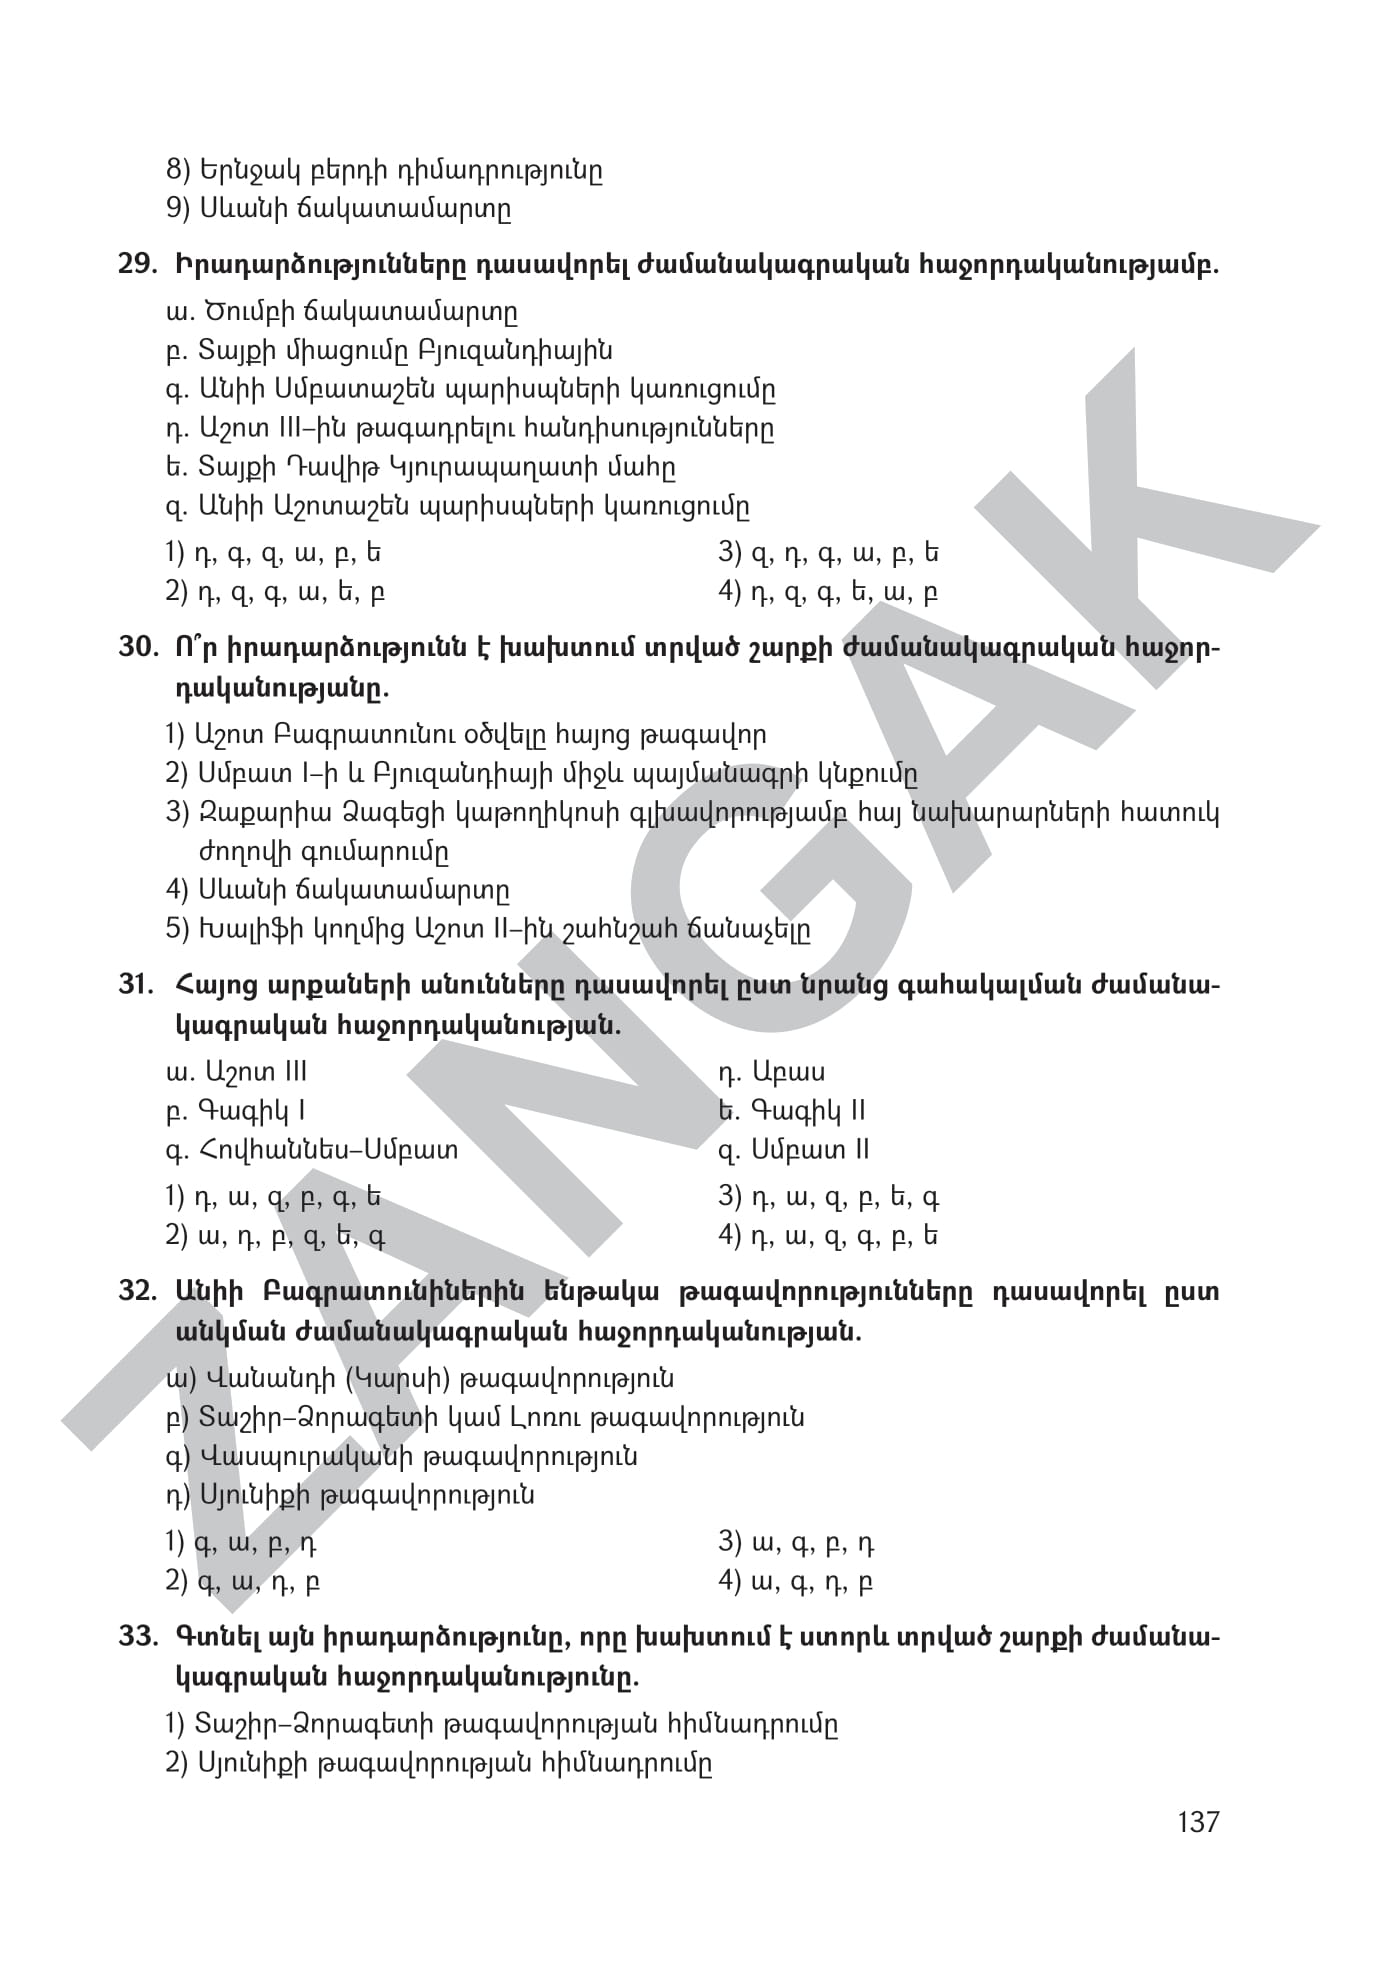 8) Երնջակ բերդի դիմադրությունը
9) Սևանի ճակատամարտը
29. Իրադարձությունները դասավորել ժամանակագրական հաջորդականությամբ.
ա. Ծումբի ճակատամարտը
բ. Տայքի միացումը Բյուզանդիային
գ. Անիի Սմբատաշեն պարիսպների կառուցումը
դ. Աշոտ III–ին թագադրելու հանդիսությունները
ե. Տայքի Դավիթ Կյուրապաղատի մահը
զ. Անիի Աշոտաշեն պարիսպների կառուցումը
1) դ, գ, զ, ա, բ, ե
3) զ, դ, գ, ա, բ, ե
2) դ, զ, գ, ա, ե, բ
4) դ, զ, գ, ե, ա, բ
30. Ո՞ր իրադարձությունն է խախտում տրված շարքի ժամանակագրական հաջոր-
դականությանը.
1) Աշոտ Բագրատունու օծվելը հայոց թագավոր
2) Սմբատ I–ի և Բյուզանդիայի միջև պայմանագրի կնքումը
3) Զաքարիա Ձագեցի կաթողիկոսի գլխավորությամբ հայ նախարարների հատուկ
ժողովի գումարումը
4) Սևանի ճակատամարտը
5) Խալիֆի կողմից Աշոտ II–ին շահնշահ ճանաչելը
31. Հայոց արքաների անունները դասավորել ըստ նրանց գահակալման ժամանա-
կագրական հաջորդականության.
ա. Աշոտ III
դ. Աբաս
բ. Գագիկ I
ե. Գագիկ II
գ. Հովհաննես–Սմբատ
զ. Սմբատ II
1) դ, ա, զ, բ, գ, ե
3) դ, ա, զ, բ, ե, գ
2) ա, դ, բ, զ, ե, գ
4) դ, ա, զ, գ, բ, ե
32. Անիի Բագրատունիներին ենթակա թագավորությունները դասավորել ըստ
անկման ժամանակագրական հաջորդականության.
ա) Վանանդի (Կարսի) թագավորություն
բ) Տաշիր–Ձորագետի կամ Լոռու թագավորություն
գ) Վասպուրականի թագավորություն
դ) Սյունիքի թագավորություն
1) գ, ա, բ, դ
3) ա, գ, բ, դ
2) գ, ա, դ, բ
4) ա, գ, դ, բ
33. Գտնել այն իրադարձությունը, որը խախտում է ստորև տրված շարքի ժամանա-
կագրական հաջորդականությունը.
1) Տաշիր–Ձորագետի թագավորության հիմնադրումը
2) Սյունիքի թագավորության հիմնադրումը
137
ZANGAK